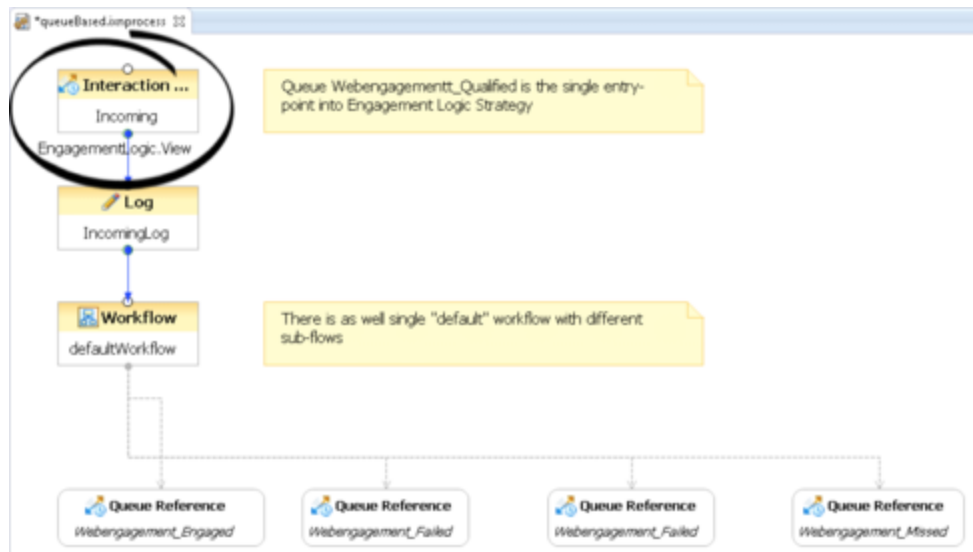 *queueBased.ixnprocess
Interaction ...
Incoming
EngagementLogic.View
Queue Webengagementt_Qualified is the single entry-
point into Engagement Logic Strategy
Log
IncomingLog
Workflow
defaultWorkflow
There is as well single "default" workflow with different
sub-flows
Queue Reference
Webengagement_Engaged
Queue Reference
Webengagement_Failed
Queue Reference
Webengagement_Failed
Queue Reference
Webengagement_Missed